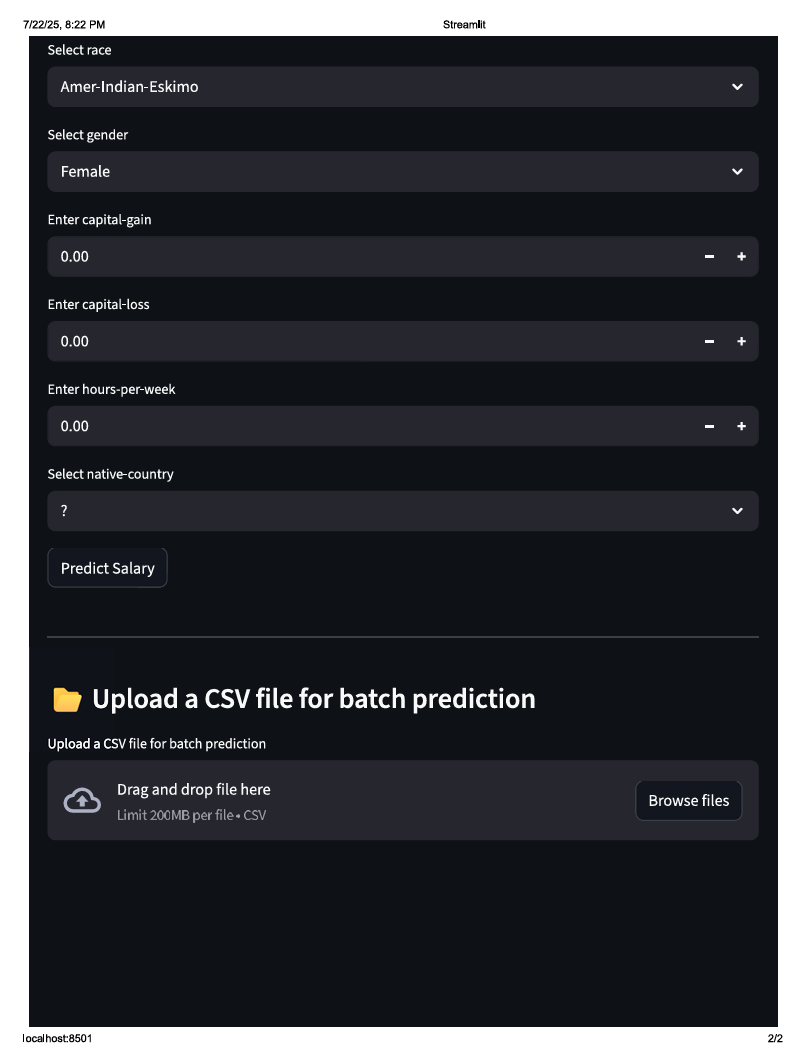 7/22/25, 8:22 PM Streamlit
Select race
Amer-Indian-Eskimo
Select gender
Female
Enter capital-gain
0.00
Enter capital-loss
0.00
Enter hours-per-week
0.00
Select native-country
?
Predict Salary
Upload a CSV file for batch prediction
Upload a CSV file for batch prediction
Drag and drop file here
Limit 200MB per file • CSV
Browse files
localhost:8501 2/2